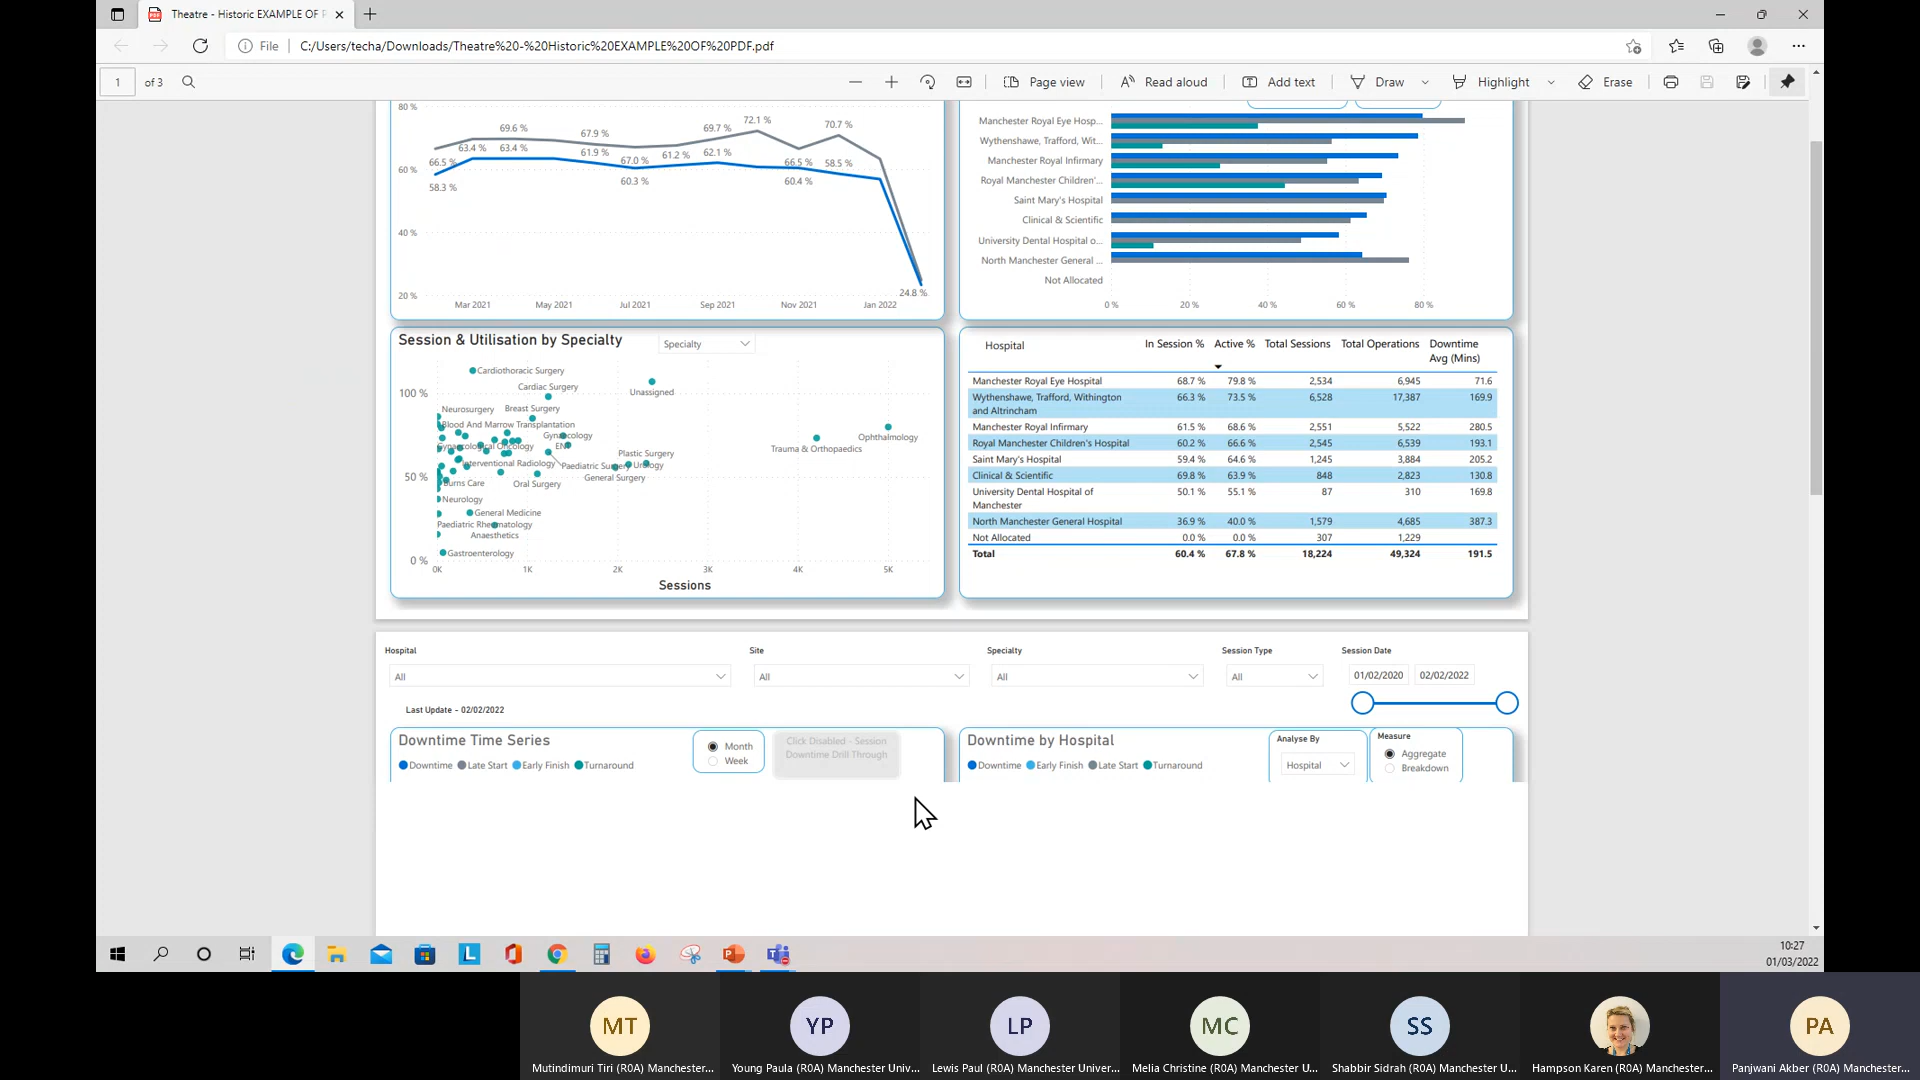 Theatre - Historic EXAMPLE OF P
File
C:/Users/techa/Downloads/Theatre%20-%20Historic%20EXAMPLE%20OF%20PDF.pdf
1 of 3
Page view
Read aloud
Add text
Draw
Highlight
Erase
80 %
60 %
40 %
20 %
69.6 %
67.9 %
69.7 %
72.1 %
70.7 %
66.5 %
63.4 %
63.4 %
61.9 %
67.0 %
61.2 %
62.1 %
66.5 %
58.5 %
58.3 %
60.3 %
60.4 %
24.8 %
Mar 2021 May 2021 Jul 2021 Sep 2021 Nov 2021 Jan 2022
Manchester Royal Eye Hosp...
Wythenshawe, Trafford, Wit...
Manchester Royal Infirmary
Royal Manchester Children'...
Saint Mary's Hospital
Clinical & Scientific
University Dental Hospital o...
North Manchester General ...
Not Allocated
0 % 20 % 40 % 60 % 80 %
Session & Utilisation by Specialty
Specialty
100 %
50 %
0 %
Cardiothoracic Surgery
Cardiac Surgery
Unassigned
Neurosurgery
Breast Surgery
Blood And Marrow Transplantation
Gynaecology
Ophthalmology
Gynaecological Oncology
ENT
Trauma & Orthopaedics
Plastic Surgery
Interventional Radiology
Paediatric Surgery
Urology
General Surgery
Burns Care
Oral Surgery
Neurology
General Medicine
Paediatric Rheumatology
Anaesthetics
Gastroenterology
0K 1K 2K 3K 4K 5K
Sessions
Hospital In Session % Active % Total Sessions Total Operations Downtime
Avg (Mins)
Manchester Royal Eye Hospital 68.7 % 79.8 % 2,534 6,945 71.6
Wythenshawe, Trafford, Withington 66.3 % 73.5 % 6,528 17,387 169.9
and Altrincham
Manchester Royal Infirmary 61.5 % 68.6 % 2,551 5,522 280.5
Royal Manchester Children's Hospital 60.2 % 66.6 % 2,545 6,539 193.1
Saint Mary's Hospital 59.4 % 64.6 % 1,245 3,884 205.2
Clinical & Scientific 69.8 % 63.9 % 848 2,823 130.8
University Dental Hospital of 50.1 % 55.1 % 87 310 169.8
Manchester
North Manchester General Hospital 36.9 % 40.0 % 1,579 4,685 387.3
Not Allocated 0.0 % 0.0 % 307 1,229
Total 60.4 % 67.8 % 18,224 49,324 191.5
Hospital Site Specialty Session Type Session Date
All All All All 01/02/2020 02/02/2022
Last Update - 02/02/2022
Downtime Time Series
Downtime Late Start Early Finish Turnaround
Month
Week
Click Disabled - Session
Downtime Drill Through
Downtime by Hospital
Downtime Early Finish Late Start Turnaround
Analyse By
Hospital
Measure
Aggregate
Breakdown
10:27
01/03/2022
MT YP LP MC SS PA
Mutindimuri Tiri (R0A) Manchester...
Young Paula (R0A) Manchester Univ...
Lewis Paul (R0A) Manchester Univer...
Melia Christine (R0A) Manchester U...
Shabbir Sidrah (R0A) Manchester U...
Hampson Karen (R0A) Manchester...
Panjwani Akber (R0A) Manchester...